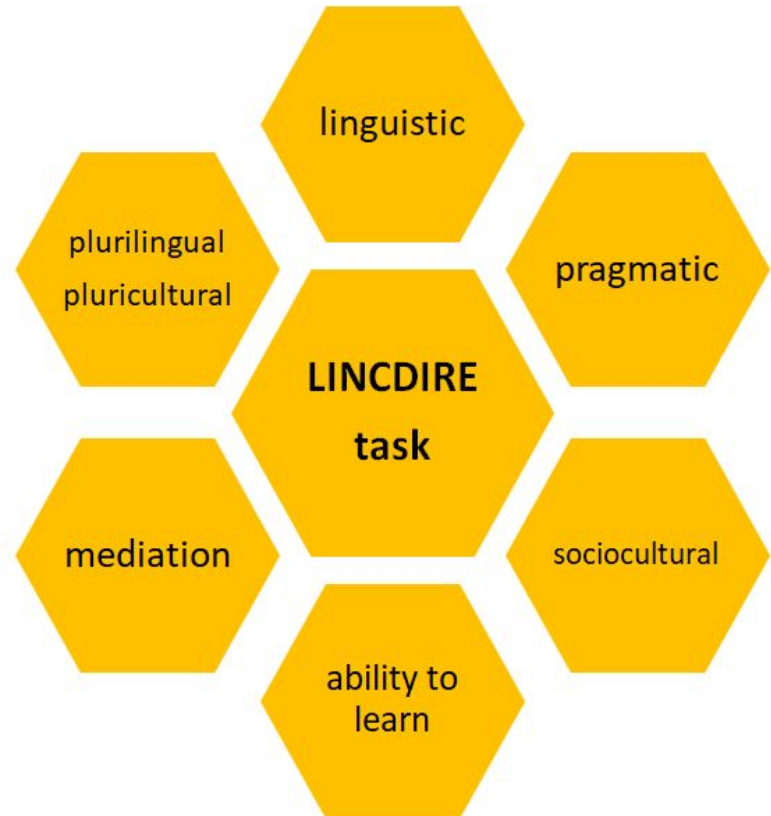 linguistic
plurilingual
pluricultural
pragmatic
LINCDIRE
task
mediation
sociocultural
ability to
learn